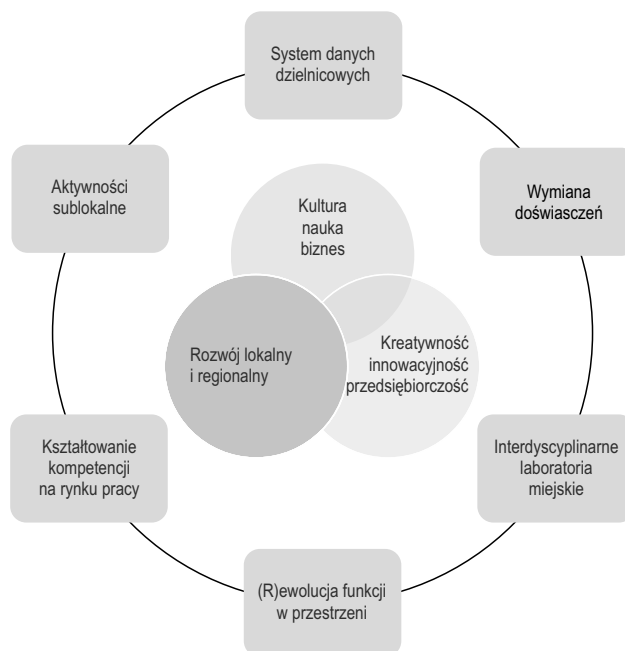 System danych
dzielnicowych
Aktywności
sublokalne
Wymiana
doświasczeń
Kultura
nauka
biznes
Rozwój lokalny
i regionalny
Kreatywność
innowacyjność
przedsiębiorczość
Kształtowanie
kompetencji
na rynku pracy
Interdyscyplinarne
laboratoria
miejskie
(R)ewolucja funkcji
w przestrzeni